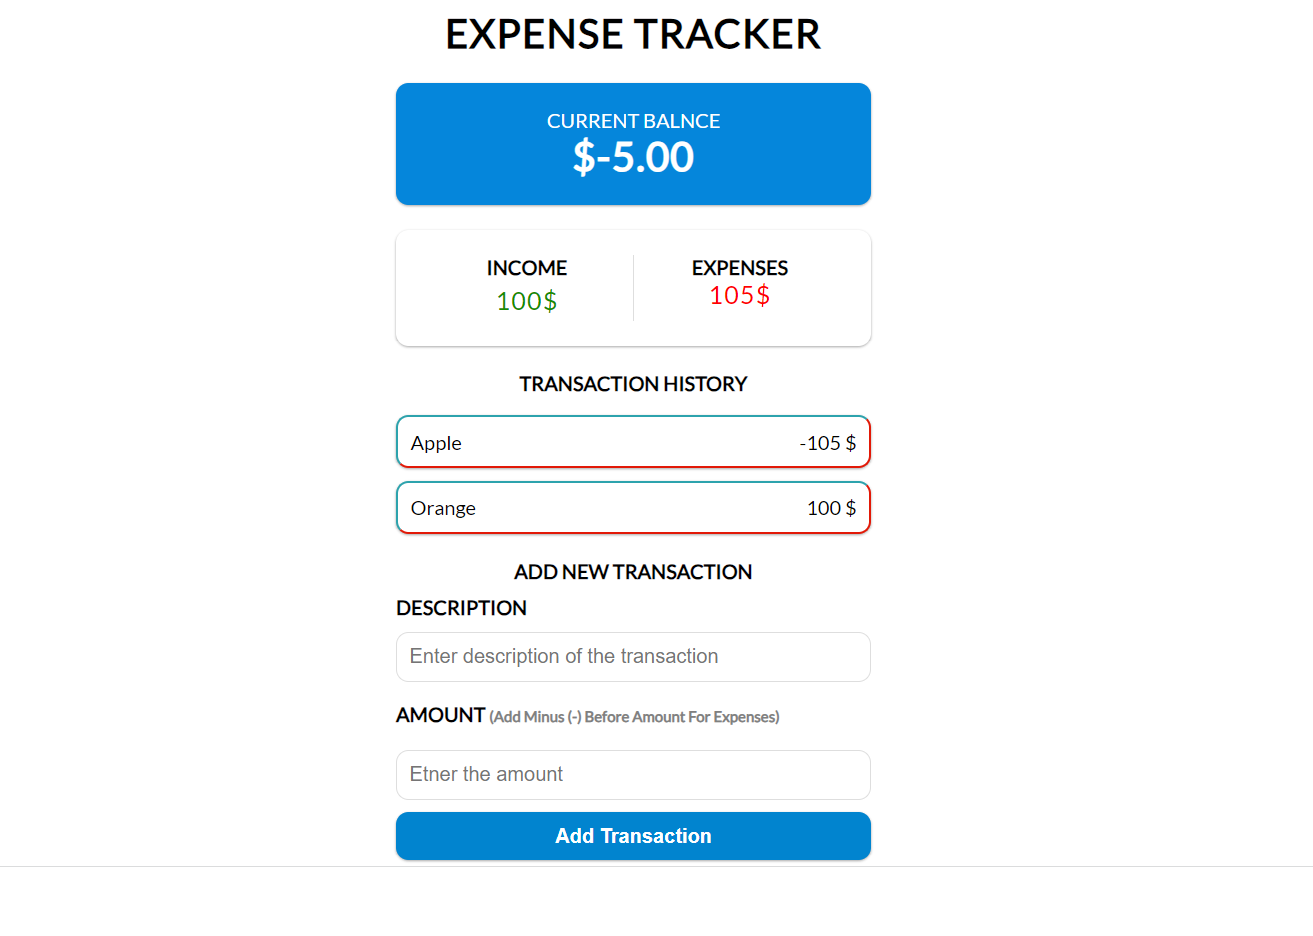 EXPENSE TRACKER
CURRENT BALNCE
$-5.00
INCOME
100$
EXPENSES
105$
TRANSACTION HISTORY
Apple -105 $
Orange 100 $
ADD NEW TRANSACTION
DESCRIPTION
Enter description of the transaction
AMOUNT (Add Minus (-) Before Amount For Expenses)
Etner the amount
Add Transaction